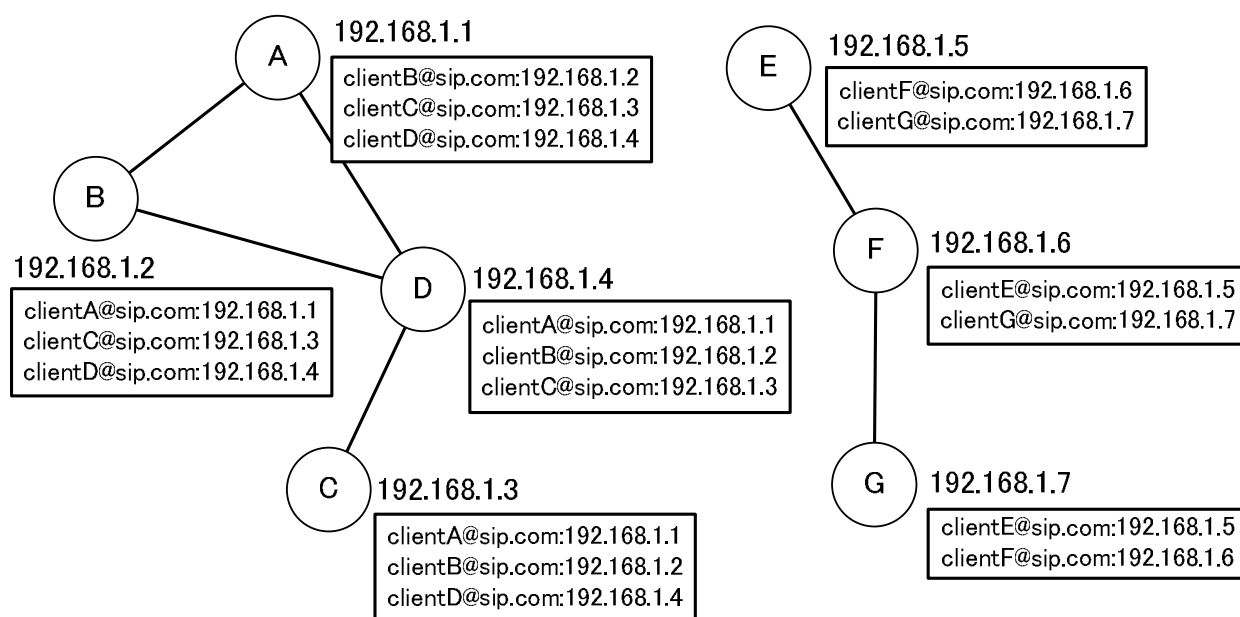 A
192.168.1.1
clientB@sip.com:192.168.1.2
clientC@sip.com:192.168.1.3
clientD@sip.com:192.168.1.4
B
192.168.1.2
clientA@sip.com:192.168.1.1
clientC@sip.com:192.168.1.3
clientD@sip.com:192.168.1.4
D
192.168.1.4
clientA@sip.com:192.168.1.1
clientB@sip.com:192.168.1.2
clientC@sip.com:192.168.1.3
C
192.168.1.3
clientA@sip.com:192.168.1.1
clientB@sip.com:192.168.1.2
clientD@sip.com:192.168.1.4
E
192.168.1.5
clientF@sip.com:192.168.1.6
clientG@sip.com:192.168.1.7
F
192.168.1.6
clientE@sip.com:192.168.1.5
clientG@sip.com:192.168.1.7
G
192.168.1.7
clientE@sip.com:192.168.1.5
clientF@sip.com:192.168.1.6